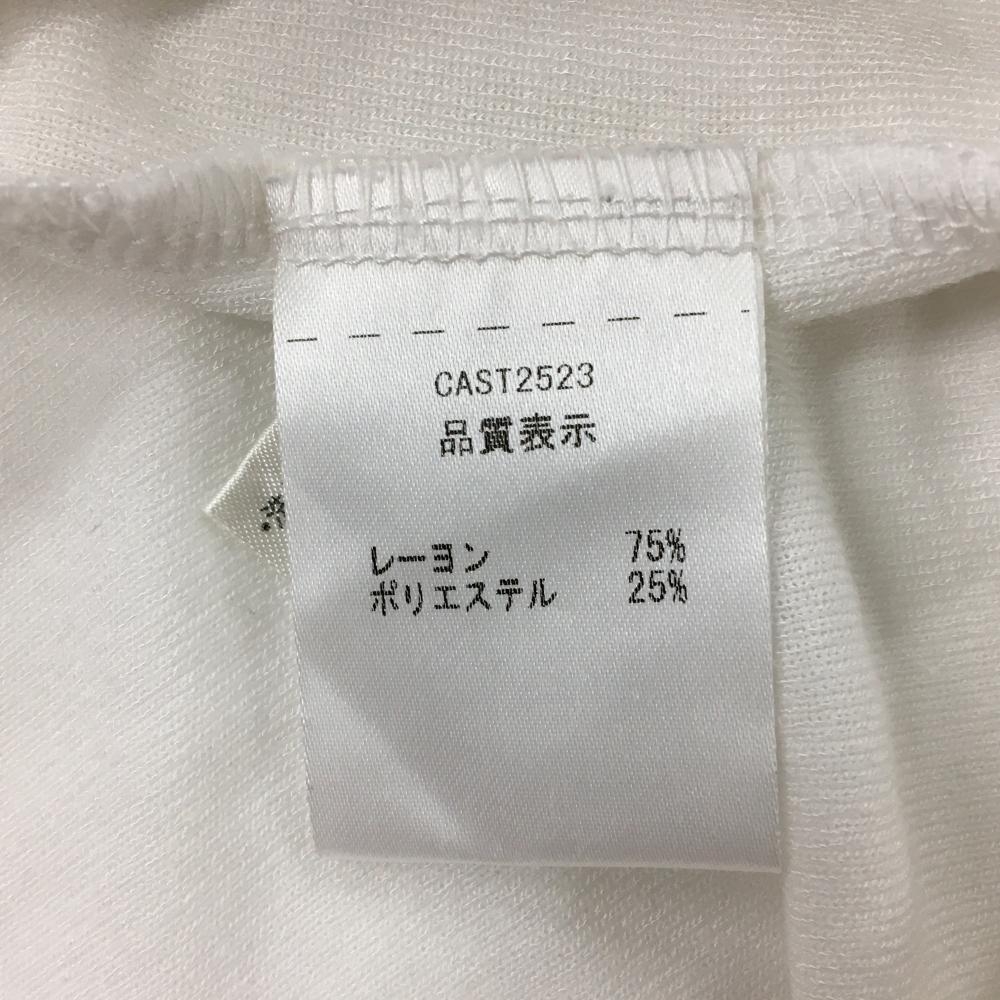 CAST2523
品質表示
レーヨン 75%
ポリエステル 25%